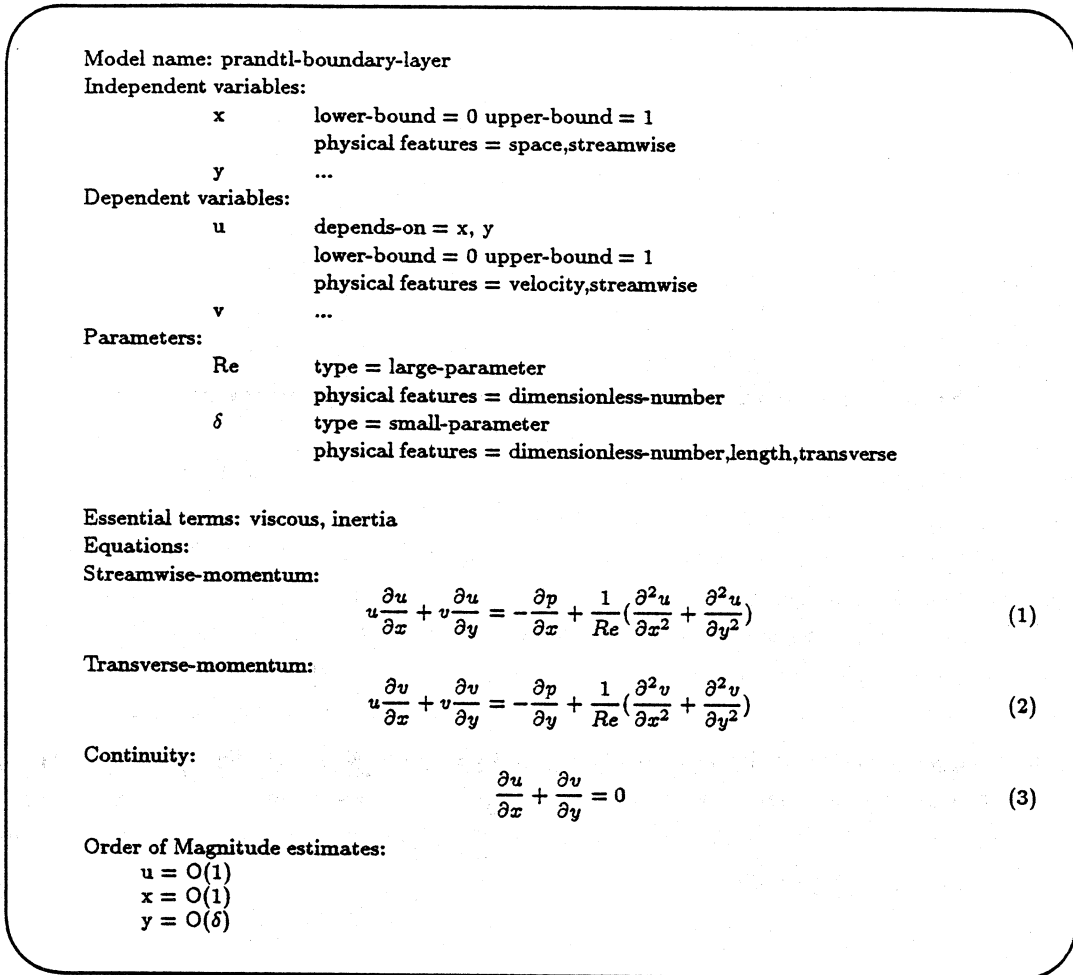 Model name: prandtl-boundary-layer
Independent variables:
x lower-bound = 0 upper-bound = 1
physical features = space,streamwise
y ...
Dependent variables:
u depends-on = x, y
lower-bound = 0 upper-bound = 1
physical features = velocity,streamwise
v ...
Parameters:
Re type = large-parameter
physical features = dimensionless-number
δ type = small-parameter
physical features = dimensionless-number,length,transverse
Essential terms: viscous, inertia
Equations:
Streamwise-momentum:
u ∂u/∂x + v ∂u/∂y = −∂p/∂x + 1/Re (∂²u/∂x² + ∂²u/∂y²) (1)
Transverse-momentum:
u ∂v/∂x + v ∂v/∂y = −∂p/∂y + 1/Re (∂²v/∂x² + ∂²v/∂y²) (2)
Continuity:
∂u/∂x + ∂v/∂y = 0 (3)
Order of Magnitude estimates:
u = O(1)
x = O(1)
y = O(δ)